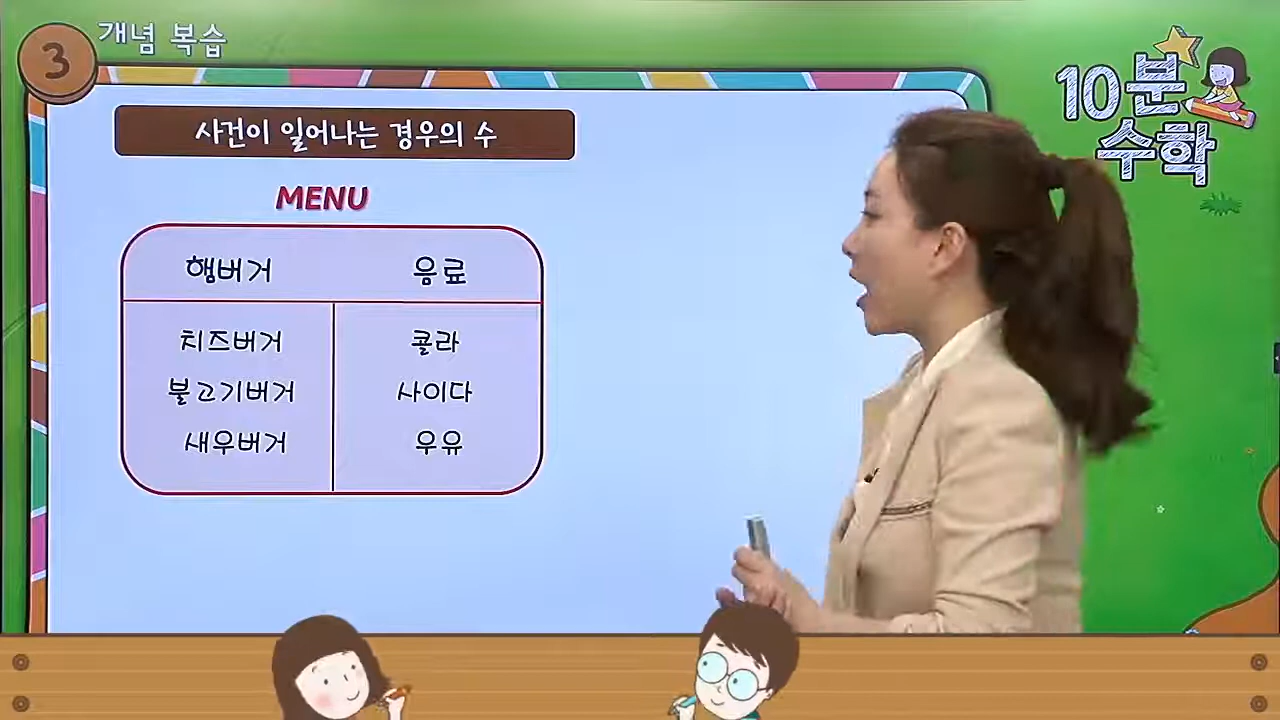 3 개념 복습
10분
수학
사건이 일어나는 경우의 수
MENU
햄버거 음료
치즈버거 콜라
불고기버거 사이다
새우버거 우유